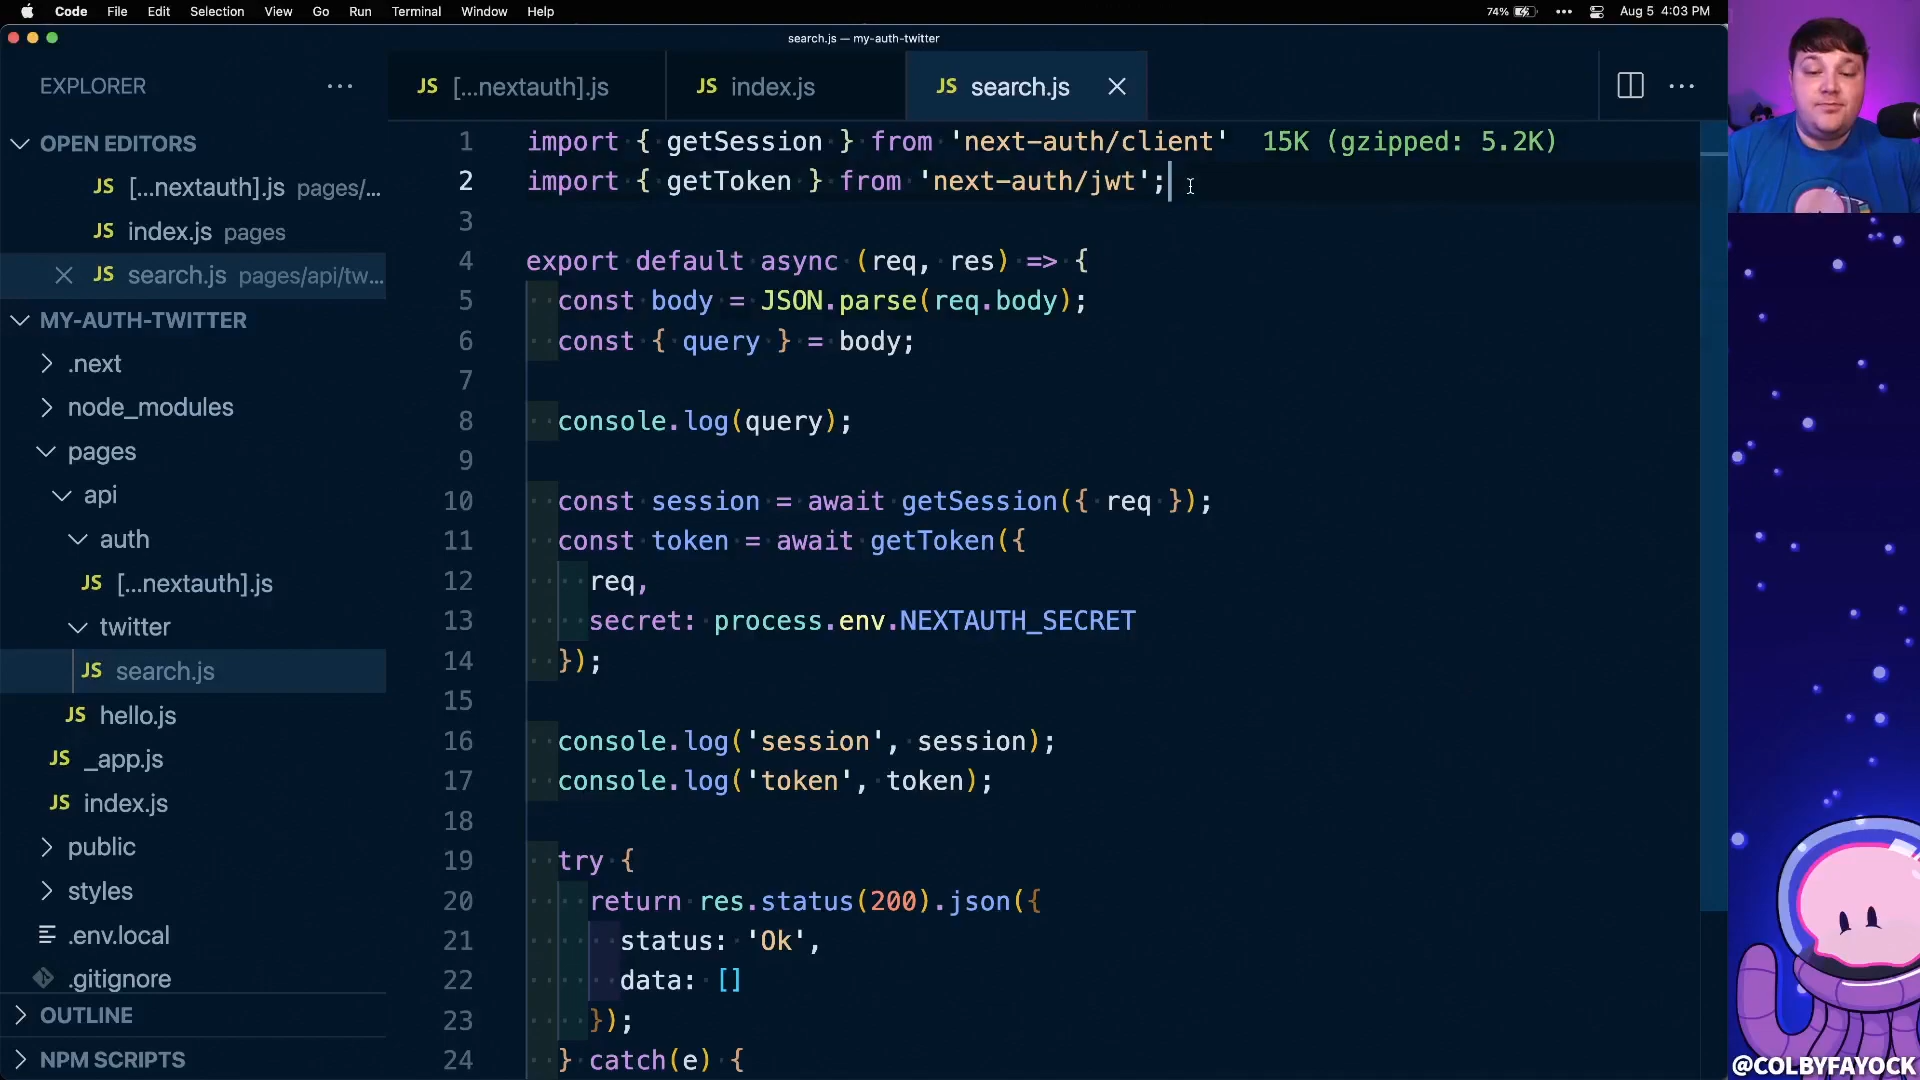 Code File Edit Selection View Go Run Terminal Window Help 74% Aug 5 4:03 PM
search.js — my-auth-twitter
EXPLORER
OPEN EDITORS
JS [...nextauth].js pages/...
JS index.js pages
JS search.js pages/api/tw...
MY-AUTH-TWITTER
.next
node_modules
pages
api
auth
JS [...nextauth].js
twitter
JS search.js
JS hello.js
JS _app.js
JS index.js
public
styles
.env.local
.gitignore
OUTLINE
NPM SCRIPTS
JS [...nextauth].js JS index.js JS search.js
1 import { getSession } from 'next-auth/client' 15K (gzipped: 5.2K)
2 import { getToken } from 'next-auth/jwt';
3
4 export default async (req, res) => {
5 const body = JSON.parse(req.body);
6 const { query } = body;
7
8 console.log(query);
9
10 const session = await getSession({ req });
11 const token = await getToken({
12 req,
13 secret: process.env.NEXTAUTH_SECRET
14 });
15
16 console.log('session', session);
17 console.log('token', token);
18
19 try {
20 return res.status(200).json({
21 status: 'Ok',
22 data: []
23 });
24 } catch(e) {
@COLBYFAYOCK